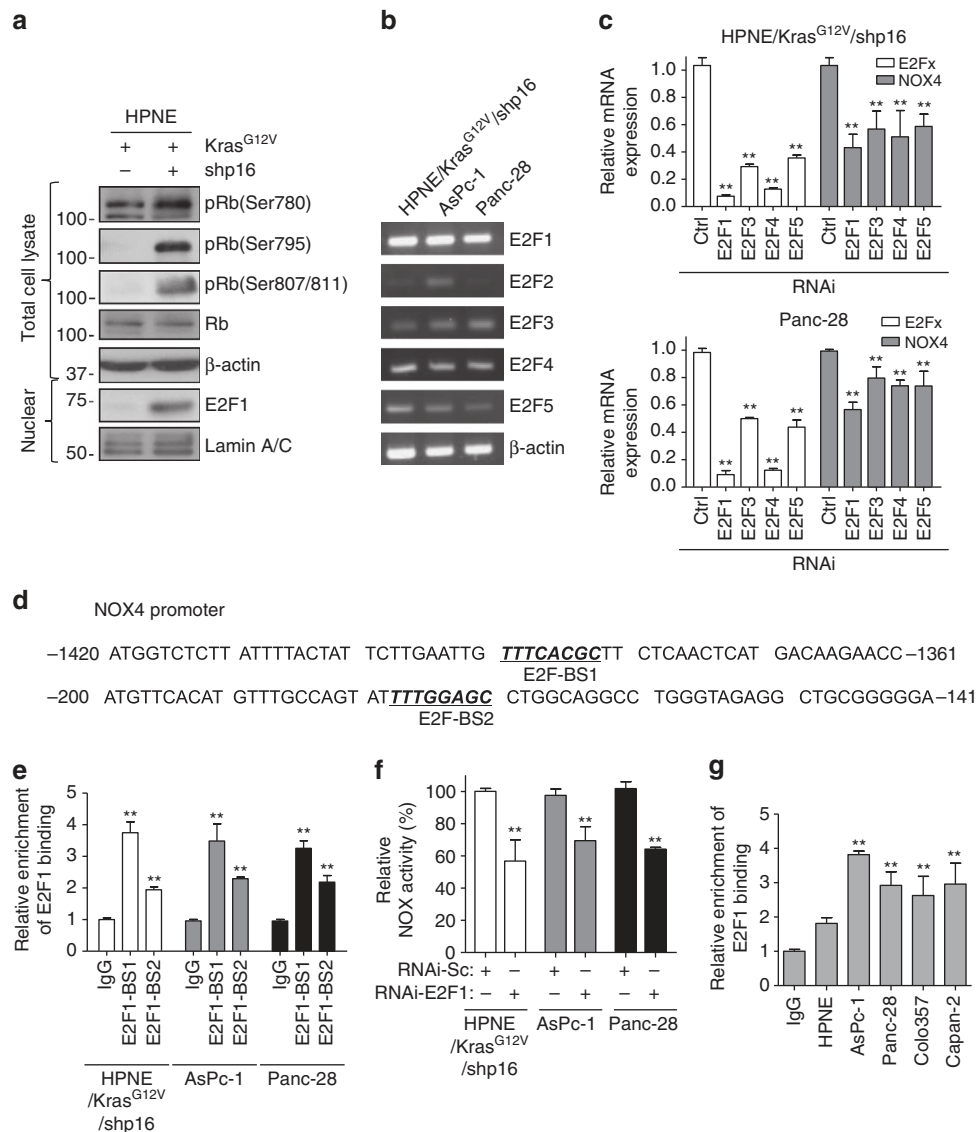 a
HPNE
+ + Kras^G12V
− + shp16
Total cell lysate
100- pRb(Ser780)
100- pRb(Ser795)
100- pRb(Ser807/811)
100- Rb
37- β-actin
Nuclear
75- E2F1
50- Lamin A/C
b
HPNE/Kras^G12V/shp16
AsPc-1
Panc-28
E2F1
E2F2
E2F3
E2F4
E2F5
β-actin
c
HPNE/Kras^G12V/shp16
Relative mRNA expression
1.0
0.8
0.6
0.4
0.2
0.0
E2Fx
NOX4
** ** ** ** ** ** ** **
Ctrl E2F1 E2F3 E2F4 E2F5 Ctrl E2F1 E2F3 E2F4 E2F5
RNAi
Panc-28
Relative mRNA expression
1.0
0.8
0.6
0.4
0.2
0.0
E2Fx
NOX4
** ** ** ** ** ** ** **
Ctrl E2F1 E2F3 E2F4 E2F5 Ctrl E2F1 E2F3 E2F4 E2F5
RNAi
d
NOX4 promoter
−1420 ATGGTCTCTT ATTTTACTAT TCTTGAATTG TTTCACGCTT CTCAACTCAT GACAAGAACC−1361
E2F-BS1
−200 ATGTTCACAT GTTTGCCAGT ATTTTGGAGC CTGGCAGGCC TGGGTAGAGG CTGCGGGGGA−141
E2F-BS2
e
Relative enrichment of E2F1 binding
5
4
3
2
1
0
** ** ** ** ** **
IgG E2F1-BS1 E2F1-BS2 IgG E2F1-BS1 E2F1-BS2 IgG E2F1-BS1 E2F1-BS2
HPNE /Kras^G12V /shp16
AsPc-1
Panc-28
f
Relative NOX activity (%)
120
100
80
60
40
20
0
** ** **
RNAi-Sc: + − + − + −
RNAi-E2F1: − + − + − +
HPNE /Kras^G12V /shp16
AsPc-1
Panc-28
g
Relative enrichment of E2F1 binding
5
4
3
2
1
0
** ** ** **
IgG HPNE AsPc-1 Panc-28 Colo357 Capan-2